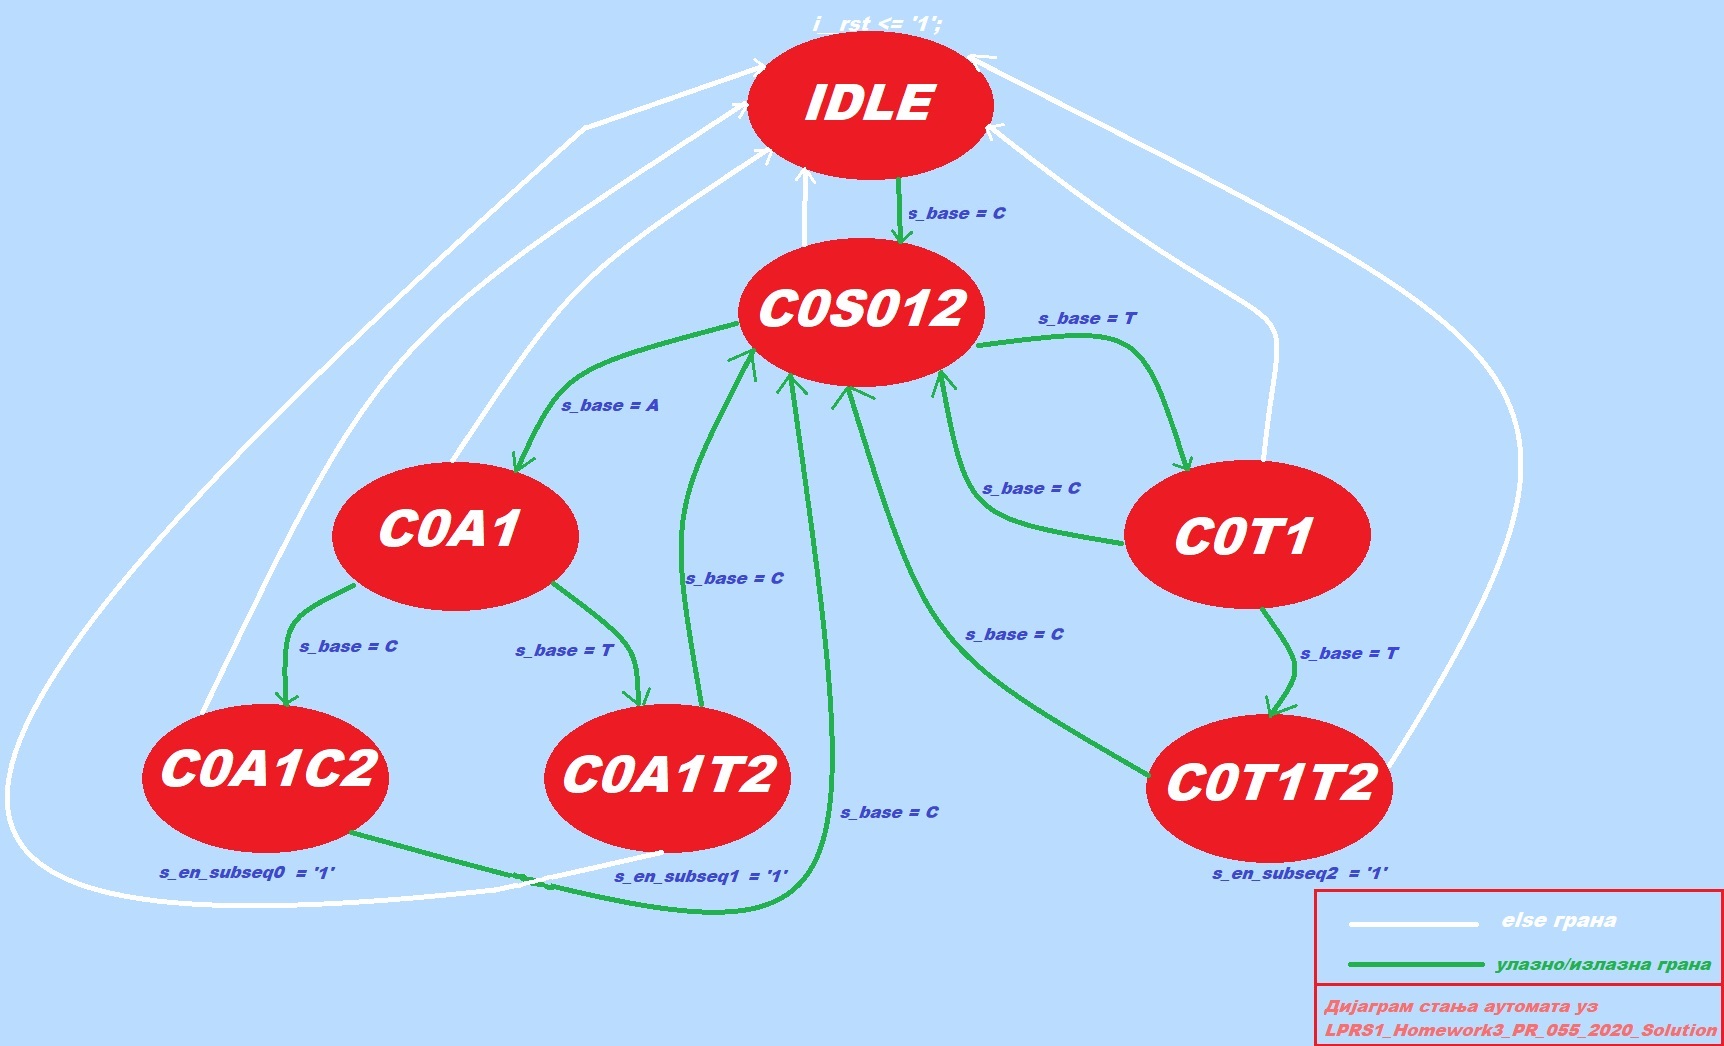 i_rst <= '1';
IDLE
s_base = C
C0S012
s_base = T
s_base = A
s_base = C
C0A1
C0T1
s_base = C
s_base = C
s_base = C
s_base = T
s_base = T
C0A1C2
C0A1T2
C0T1T2
s_base = C
s_en_subseq0 = '1'
s_en_subseq1 = '1'
s_en_subseq2 = '1'
else грана
улазно/излазна грана
Дијаграм стања аутомата уз
LPRS1_Homework3_PR_055_2020_Solution